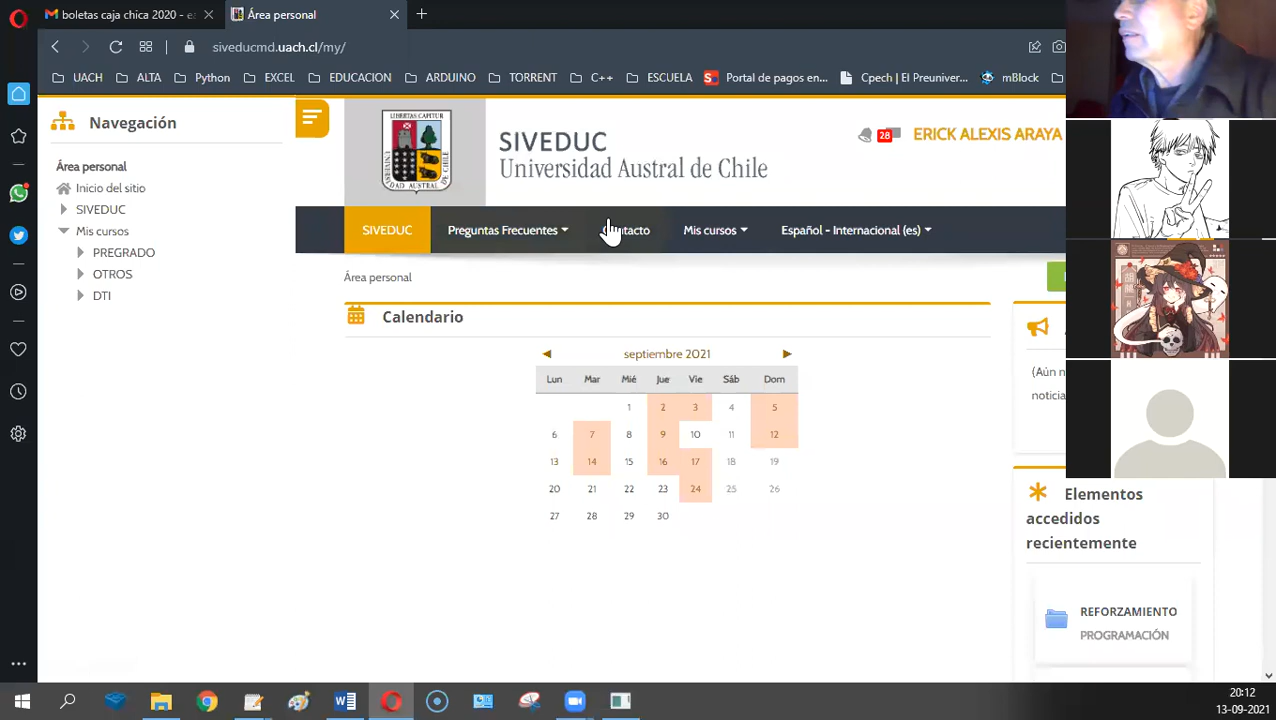 boletas caja chica 2020 - e
Área personal
siveducmd.uach.cl/my/
UACH
ALTA
Python
EXCEL
EDUCACION
ARDUINO
TORRENT
C++
ESCUELA
Portal de pagos en...
Cpech | El Preuniver...
mBlock
Navegación
Área personal
Inicio del sitio
SIVEDUC
Mis cursos
PREGRADO
OTROS
DTI
SIVEDUC
Universidad Austral de Chile
28
ERICK ALEXIS ARAYA
SIVEDUC
Preguntas Frecuentes
Mis cursos
Español - Internacional (es)
Área personal
Calendario
septiembre 2021
Lun Mar Mié Jue Vie Sáb Dom
1 2 3 4 5
6 7 8 9 10 11 12
13 14 15 16 17 18 19
20 21 22 23 24 25 26
27 28 29 30
(Aún n
noticia
Elementos
accedidos
recientemente
REFORZAMIENTO
PROGRAMACIÓN
20:12
13-09-2021